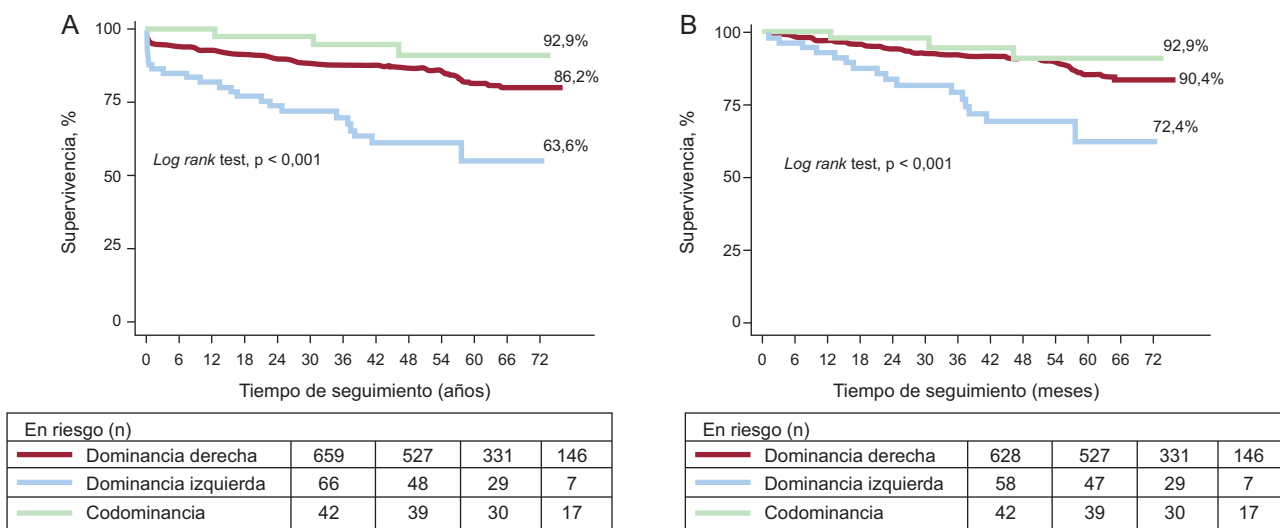 A
100
75
50
25
0
Supervivencia, %
92,9%
86,2%
63,6%
Log rank test, p < 0,001
0 6 12 18 24 30 36 42 48 54 60 66 72
Tiempo de seguimiento (años)
En riesgo (n)
Dominancia derecha 659 527 331 146
Dominancia izquierda 66 48 29 7
Codominancia 42 39 30 17
B
100
75
50
25
0
Supervivencia, %
92,9%
90,4%
72,4%
Log rank test, p < 0,001
0 6 12 18 24 30 36 42 48 54 60 66 72
Tiempo de seguimiento (meses)
En riesgo (n)
Dominancia derecha 628 527 331 146
Dominancia izquierda 58 47 29 7
Codominancia 42 39 30 17